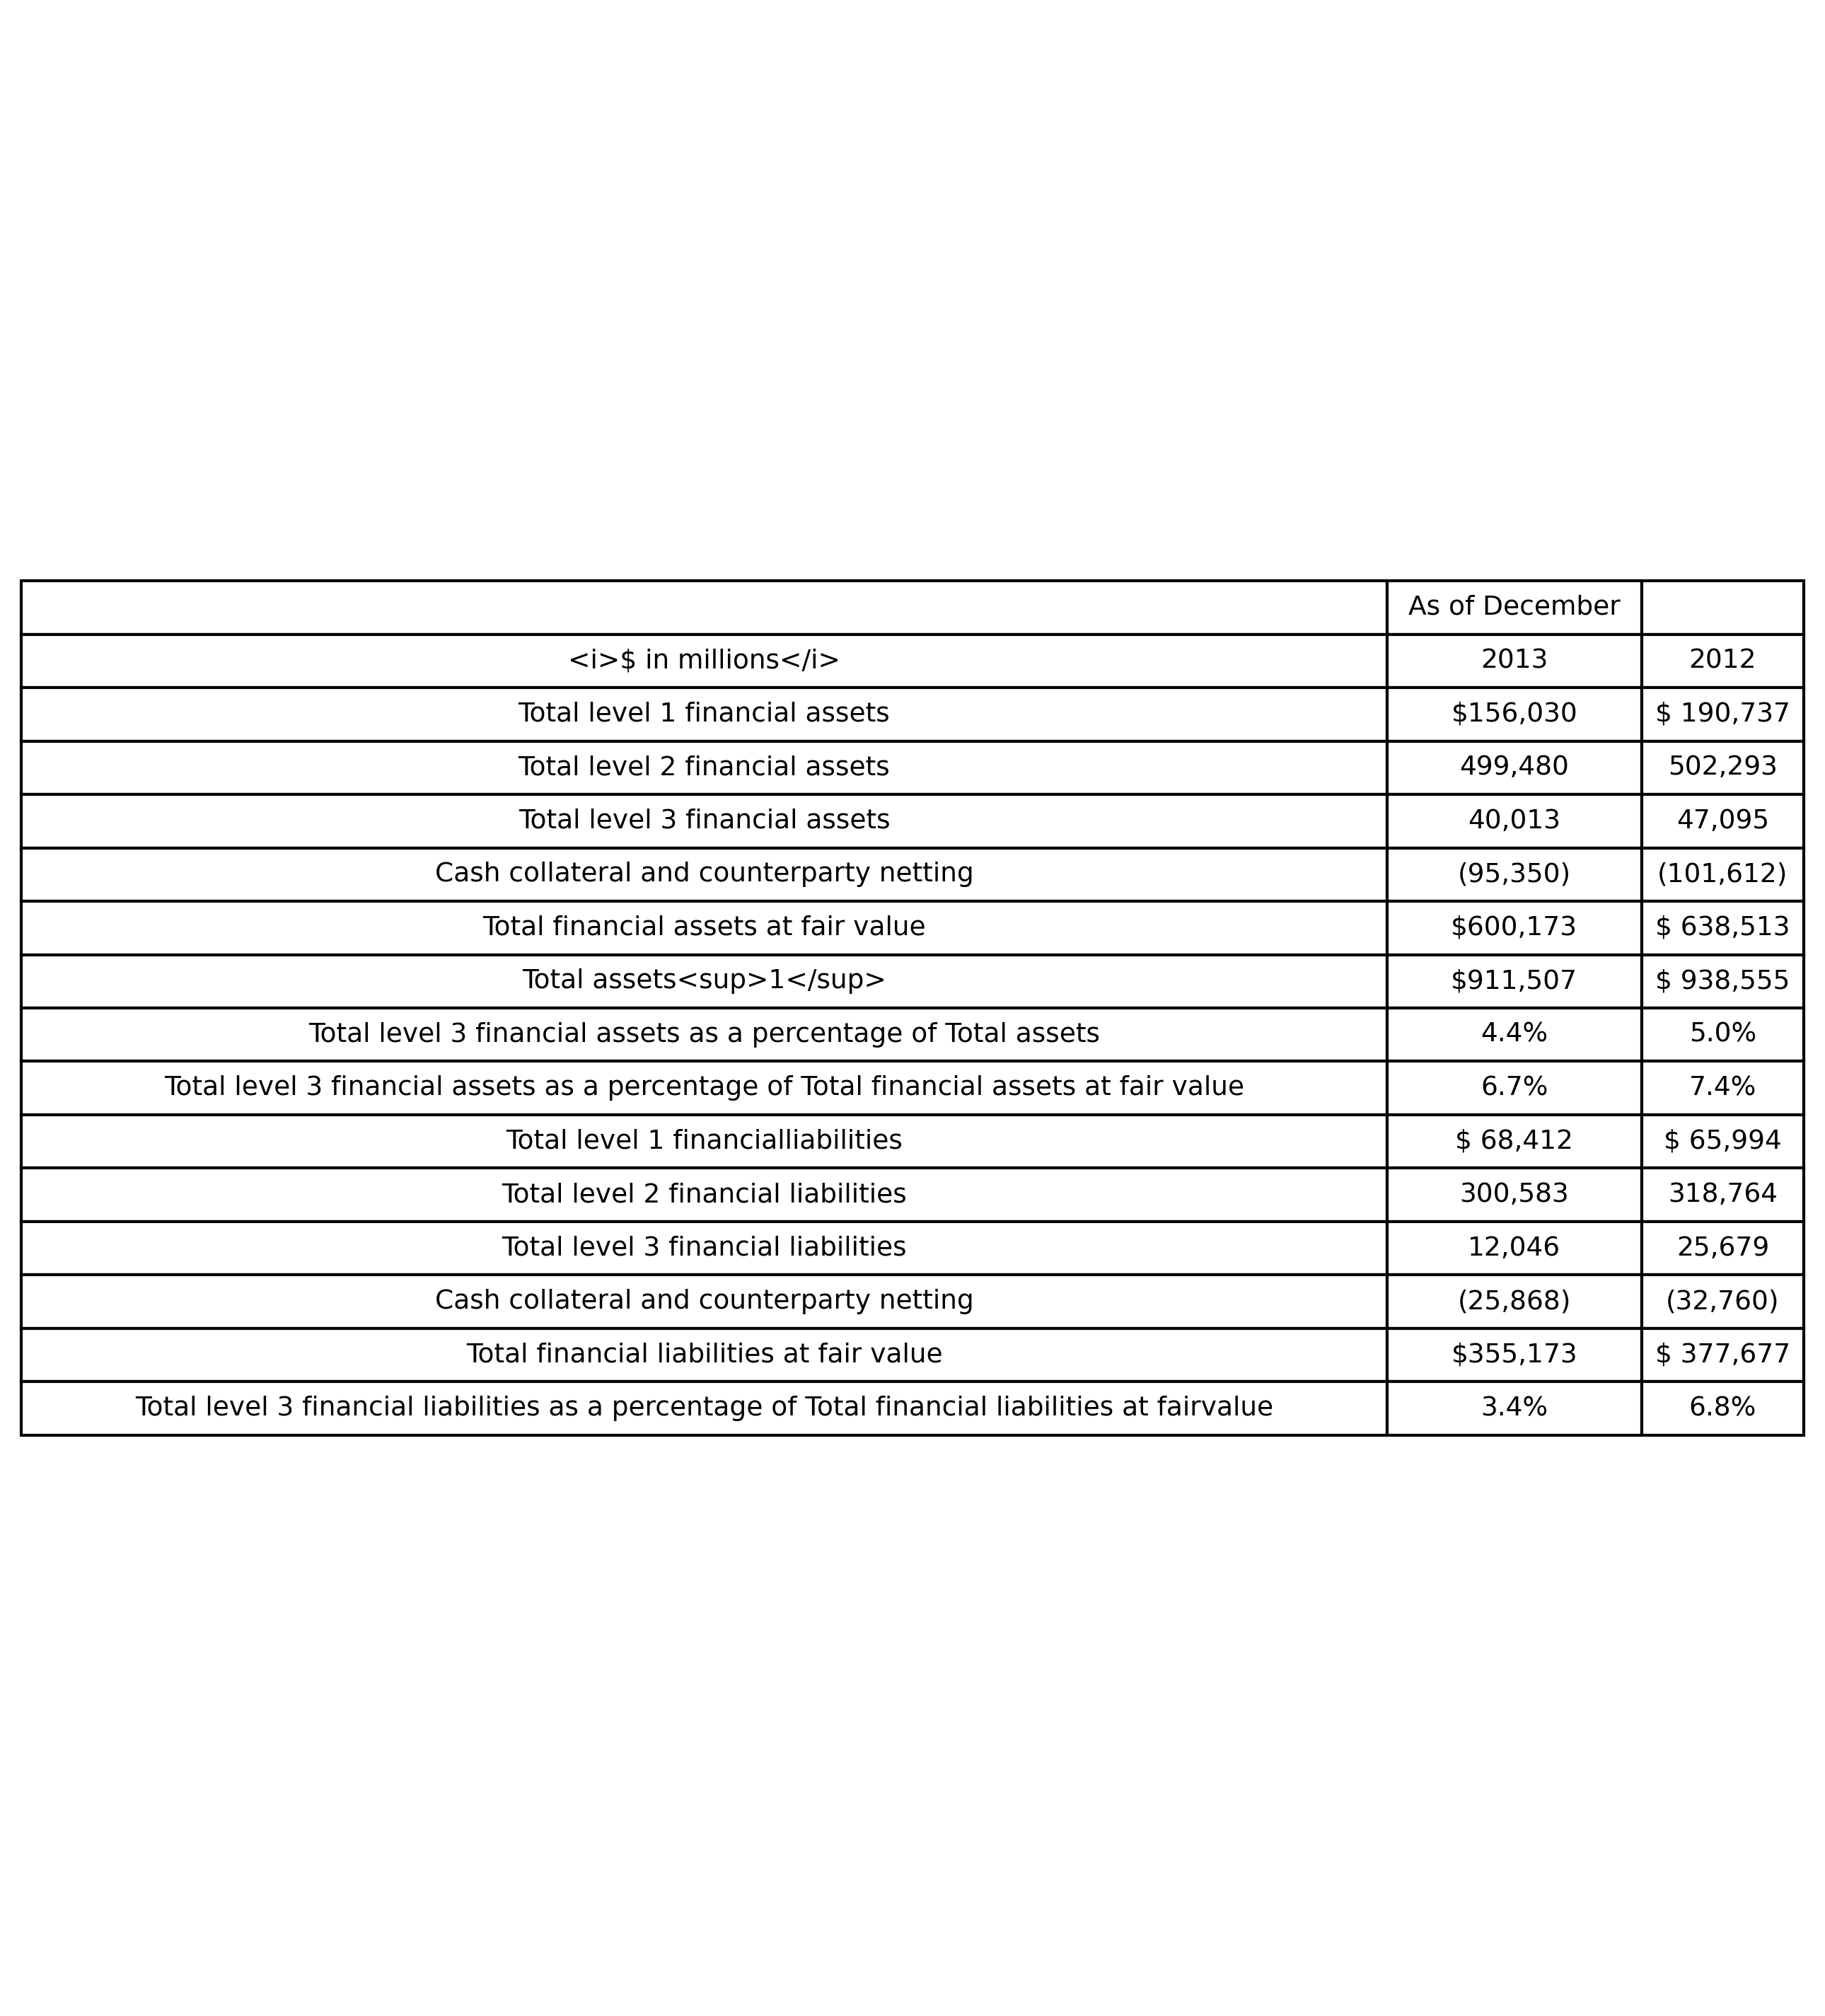 As of December
<i>$ in millions</i> 2013 2012
Total level 1 financial assets $156,030 $ 190,737
Total level 2 financial assets 499,480 502,293
Total level 3 financial assets 40,013 47,095
Cash collateral and counterparty netting (95,350) (101,612)
Total financial assets at fair value $600,173 $ 638,513
Total assets<sup>1</sup> $911,507 $ 938,555
Total level 3 financial assets as a percentage of Total assets 4.4% 5.0%
Total level 3 financial assets as a percentage of Total financial assets at fair value 6.7% 7.4%
Total level 1 financialliabilities $ 68,412 $ 65,994
Total level 2 financial liabilities 300,583 318,764
Total level 3 financial liabilities 12,046 25,679
Cash collateral and counterparty netting (25,868) (32,760)
Total financial liabilities at fair value $355,173 $ 377,677
Total level 3 financial liabilities as a percentage of Total financial liabilities at fairvalue 3.4% 6.8%